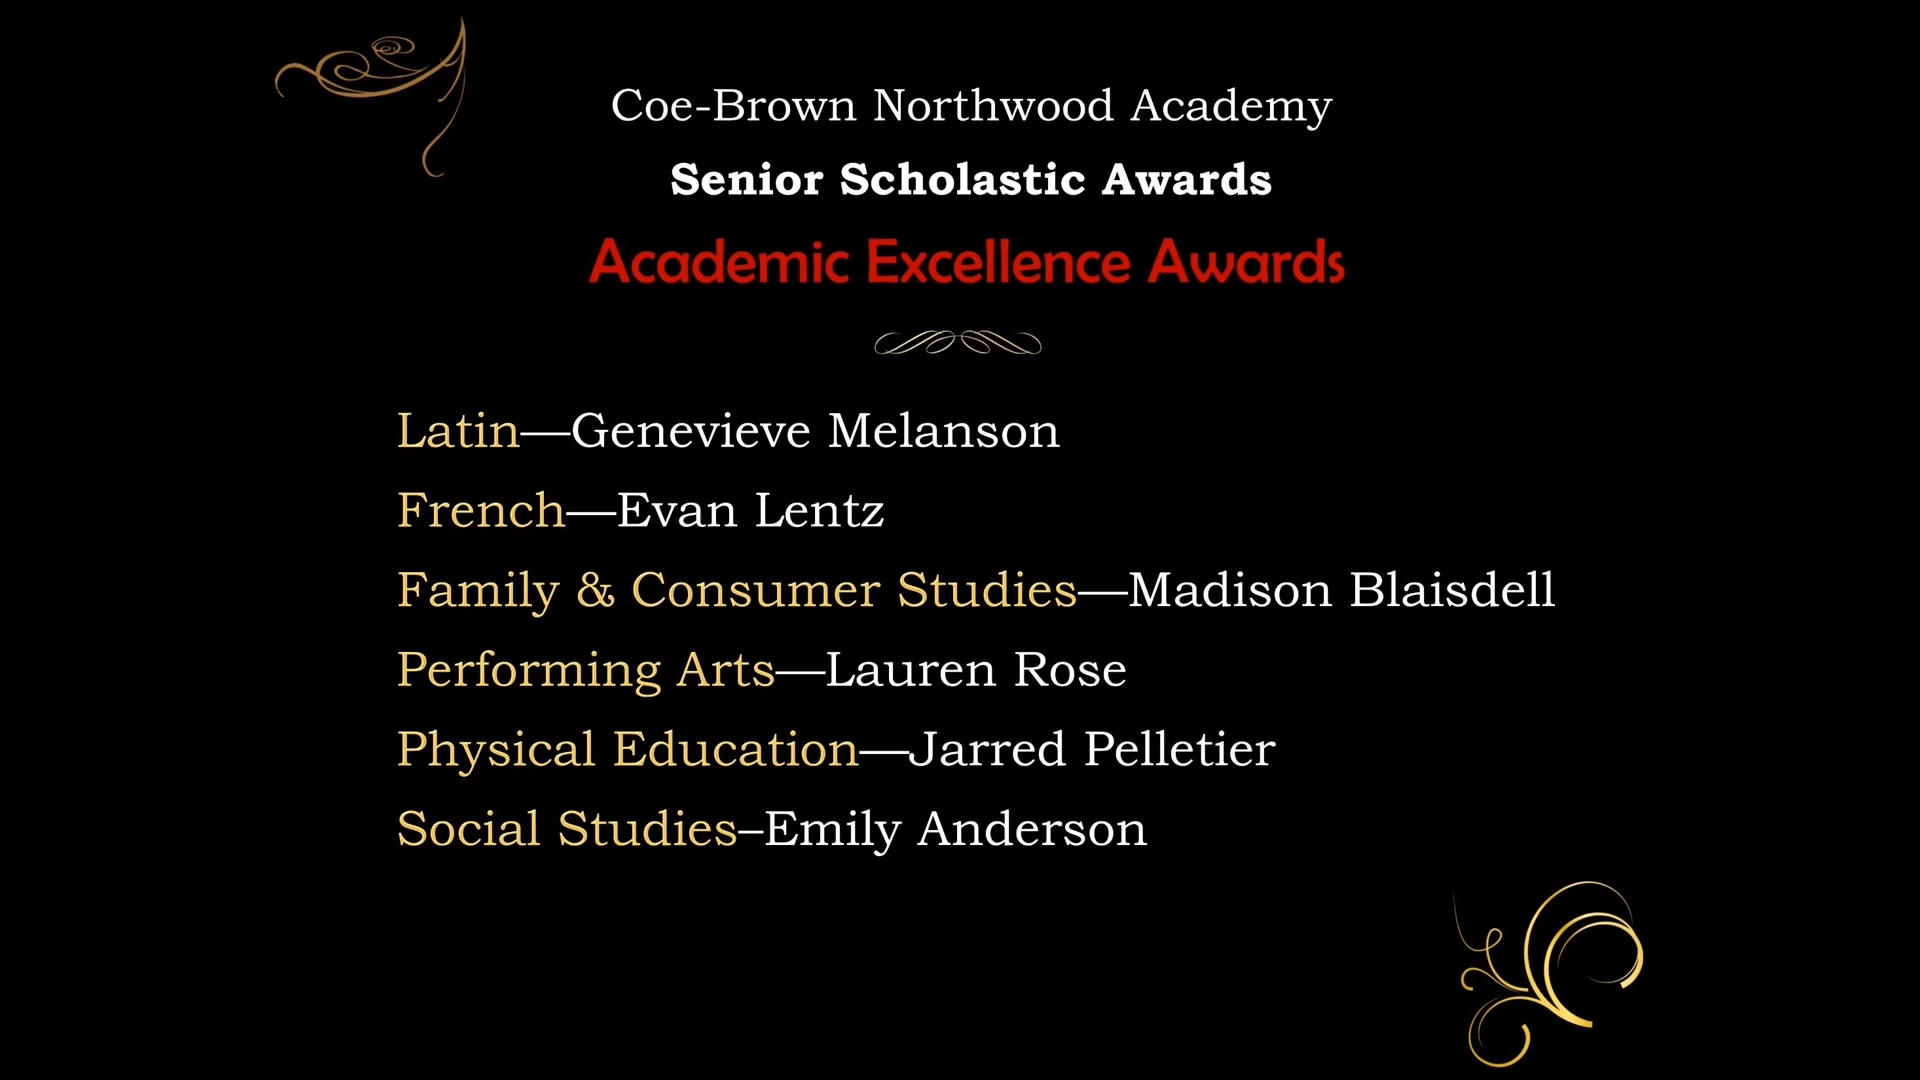 Coe-Brown Northwood Academy
Senior Scholastic Awards
Academic Excellence Awards
Latin—Genevieve Melanson
French—Evan Lentz
Family & Consumer Studies—Madison Blaisdell
Performing Arts—Lauren Rose
Physical Education—Jarred Pelletier
Social Studies–Emily Anderson